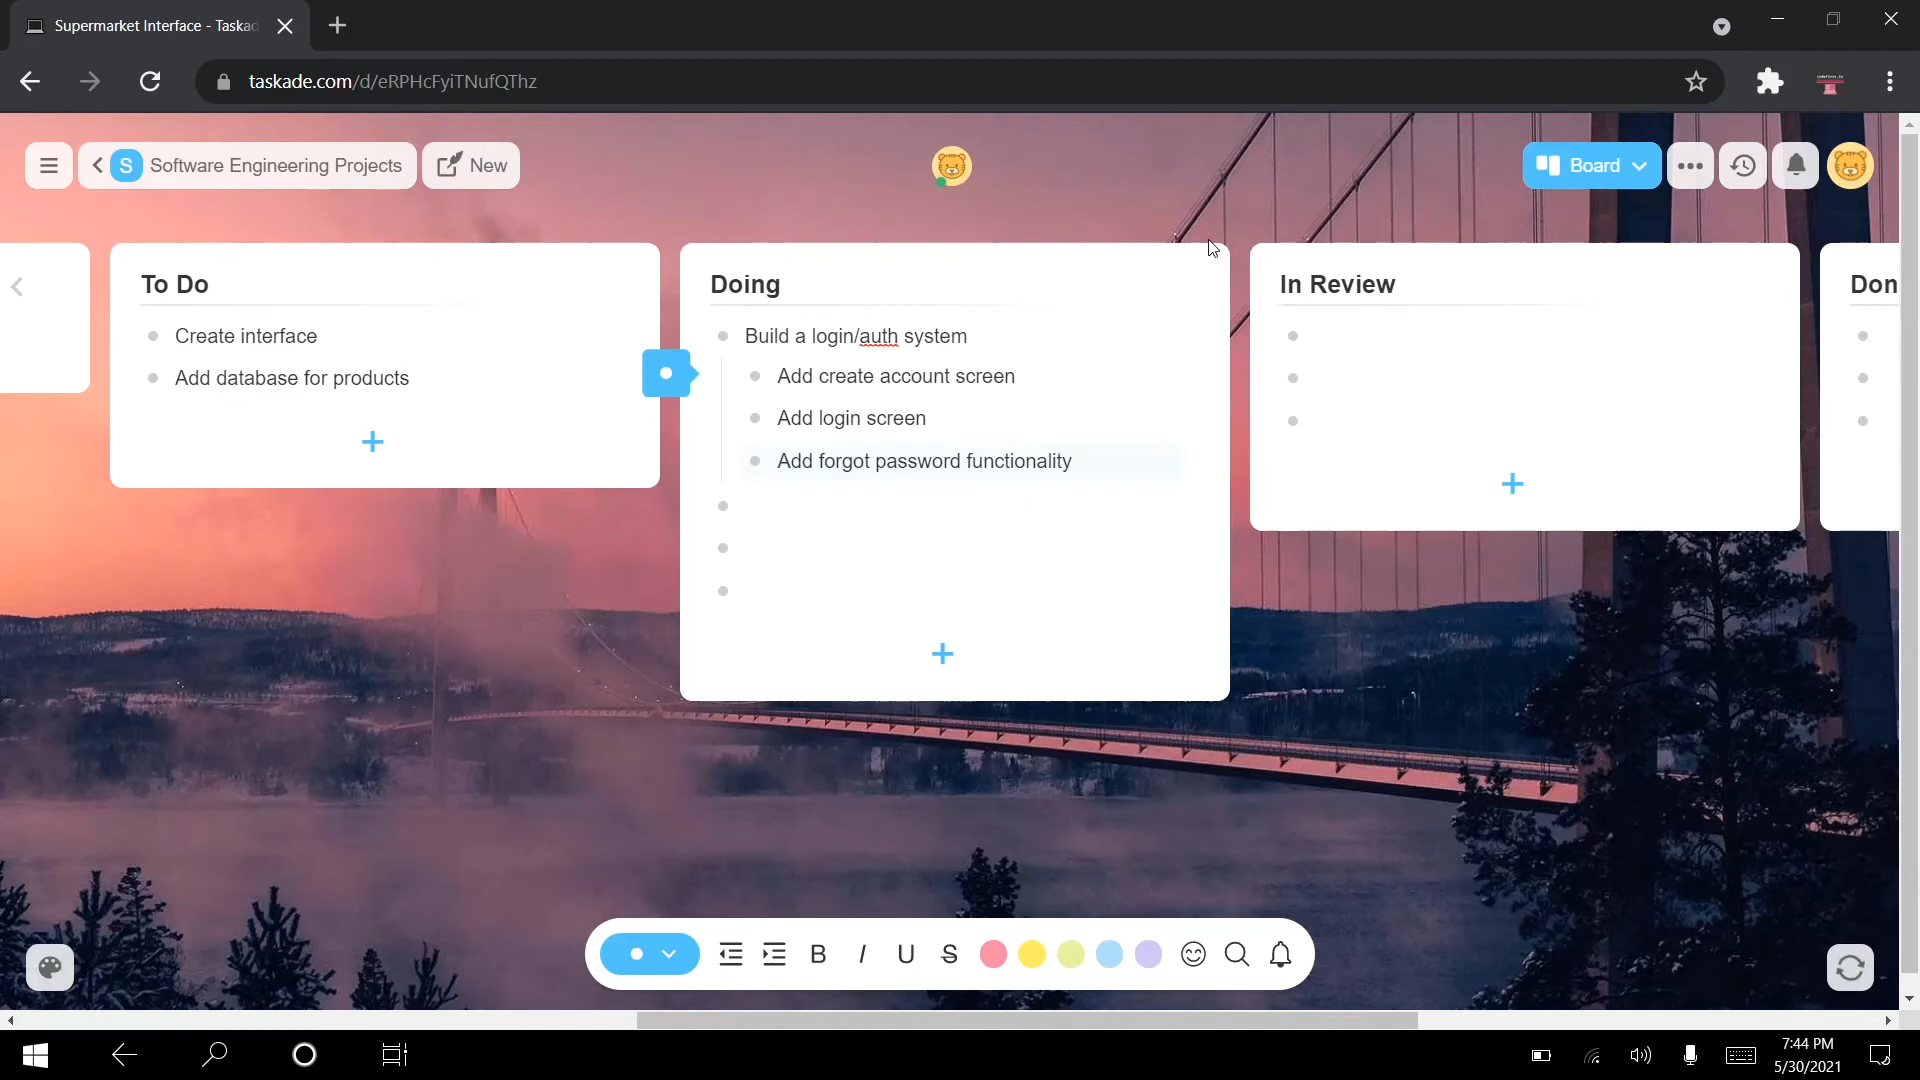 Supermarket Interface - Taskad
taskade.com/d/eRPHcFyiTNufQThz
S Software Engineering Projects
New
Board
To Do
Create interface
Add database for products
Doing
Build a login/auth system
Add create account screen
Add login screen
Add forgot password functionality
In Review
Don
B I U S
7:44 PM
5/30/2021